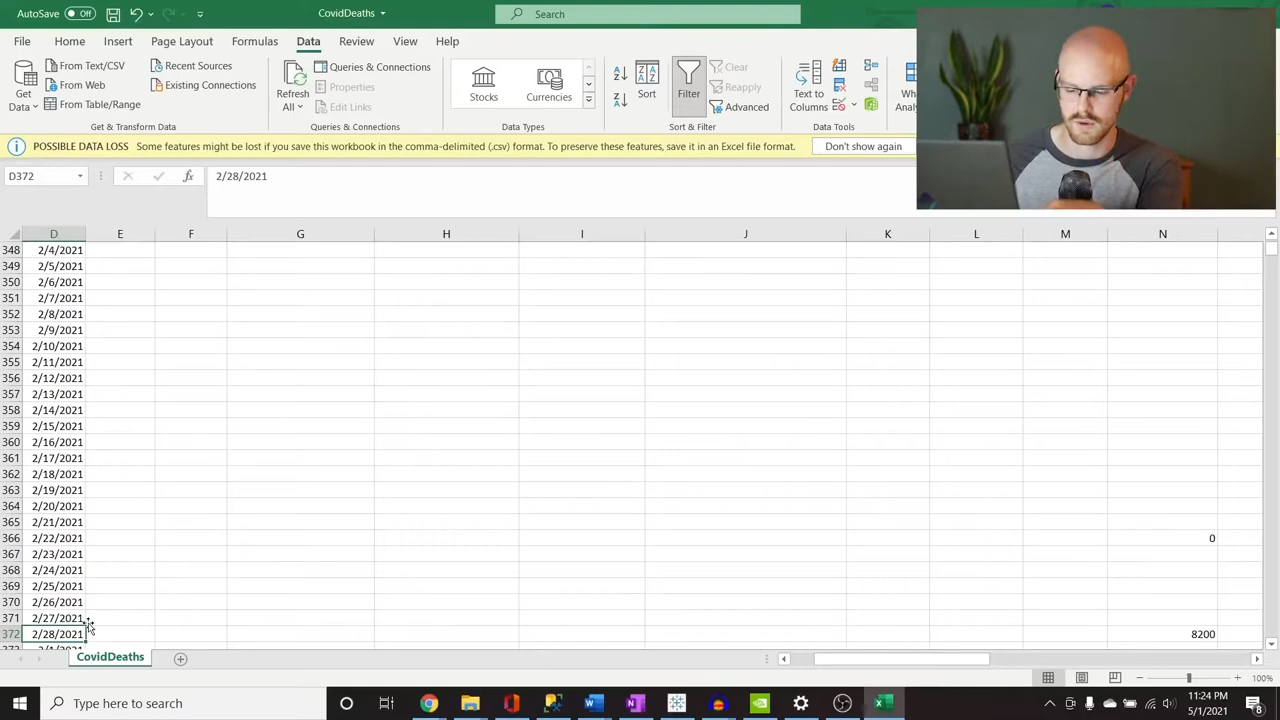 AutoSave Off CovidDeaths Search
File Home Insert Page Layout Formulas Data Review View Help
Get Data
From Text/CSV
From Web
From Table/Range
Recent Sources
Existing Connections
Get & Transform Data
Refresh All
Queries & Connections
Properties
Edit Links
Queries & Connections
Stocks Currencies
Data Types
Sort
Filter
Clear
Reapply
Advanced
Sort & Filter
Text to Columns
Data Tools
What-
Analy
POSSIBLE DATA LOSS Some features might be lost if you save this workbook in the comma-delimited (.csv) format. To preserve these features, save it in an Excel file format. Don't show again
D372 fx 2/28/2021
D E F G H I J K L M N
348 2/4/2021
349 2/5/2021
350 2/6/2021
351 2/7/2021
352 2/8/2021
353 2/9/2021
354 2/10/2021
355 2/11/2021
356 2/12/2021
357 2/13/2021
358 2/14/2021
359 2/15/2021
360 2/16/2021
361 2/17/2021
362 2/18/2021
363 2/19/2021
364 2/20/2021
365 2/21/2021
366 2/22/2021 0
367 2/23/2021
368 2/24/2021
369 2/25/2021
370 2/26/2021
371 2/27/2021
372 2/28/2021 8200
CovidDeaths
100%
Type here to search
11:24 PM
5/1/2021
8